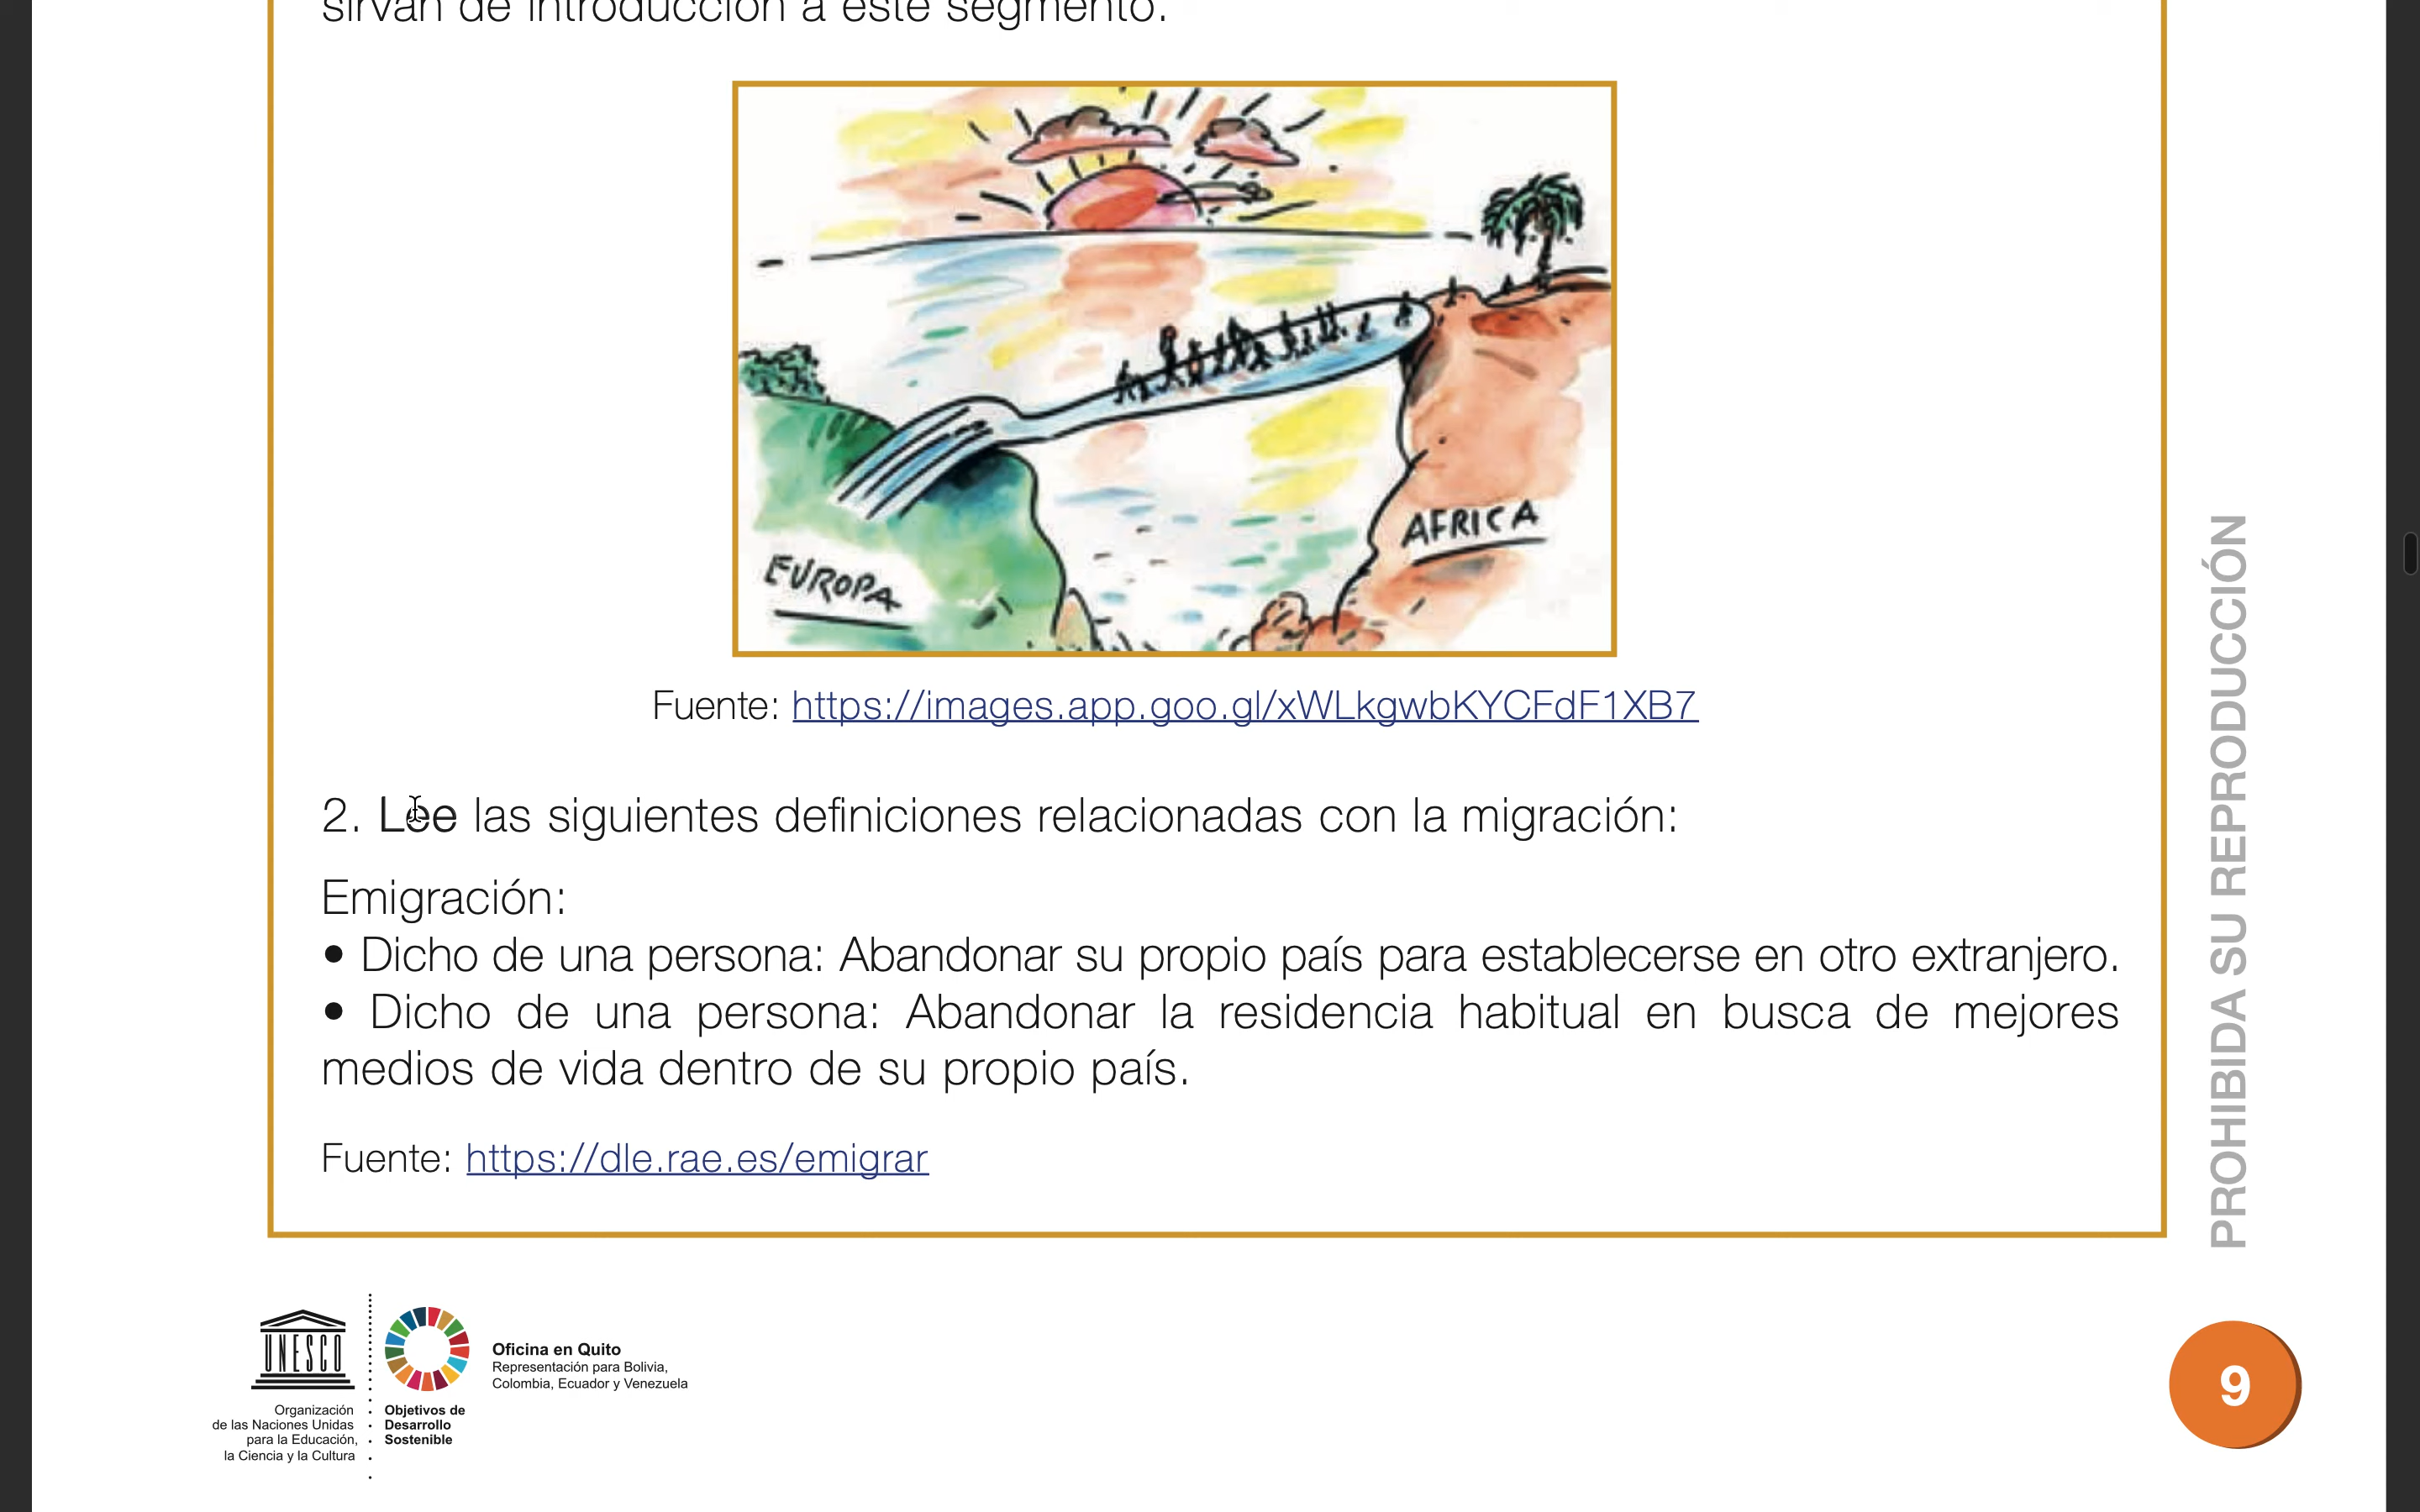 sirvan de introducción a este segmento.
EUROPA
AFRICA
Fuente: https://images.app.goo.gl/xWLkgwbKYCFdF1XB7
2. Lee las siguientes definiciones relacionadas con la migración:
Emigración:
• Dicho de una persona: Abandonar su propio país para establecerse en otro extranjero.
• Dicho de una persona: Abandonar la residencia habitual en busca de mejores
medios de vida dentro de su propio país.
Fuente: https://dle.rae.es/emigrar
PROHIBIDA SU REPRODUCCIÓN
UNESCO
Organización
de las Naciones Unidas
para la Educación,
la Ciencia y la Cultura
Objetivos de
Desarrollo
Sostenible
Oficina en Quito
Representación para Bolivia,
Colombia, Ecuador y Venezuela
9